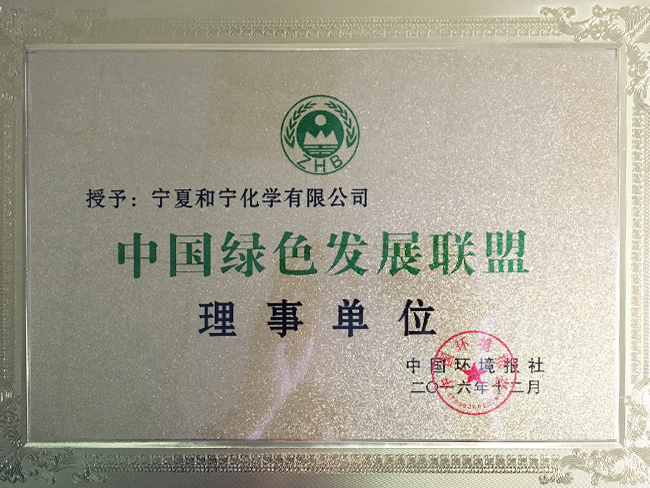 ZHB
授予：宁夏和宁化学有限公司
中国绿色发展联盟
理事单位
中国环境报社
二〇一六年十二月